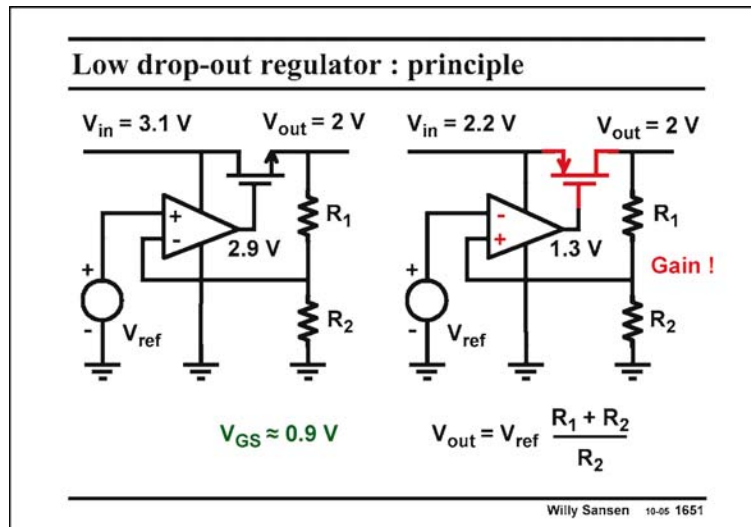 Low drop-out regulator : principle
V_in = 3.1 V
V_out = 2 V
V_in = 2.2 V
V_out = 2 V
+
-
2.9 V
R_1
+
-
V_ref
R_2
-
+
1.3 V
R_1
Gain !
+
-
V_ref
R_2
V_GS ≈ 0.9 V
V_out = V_ref (R_1 + R_2) / R_2
Willy Sansen 10-05 1651